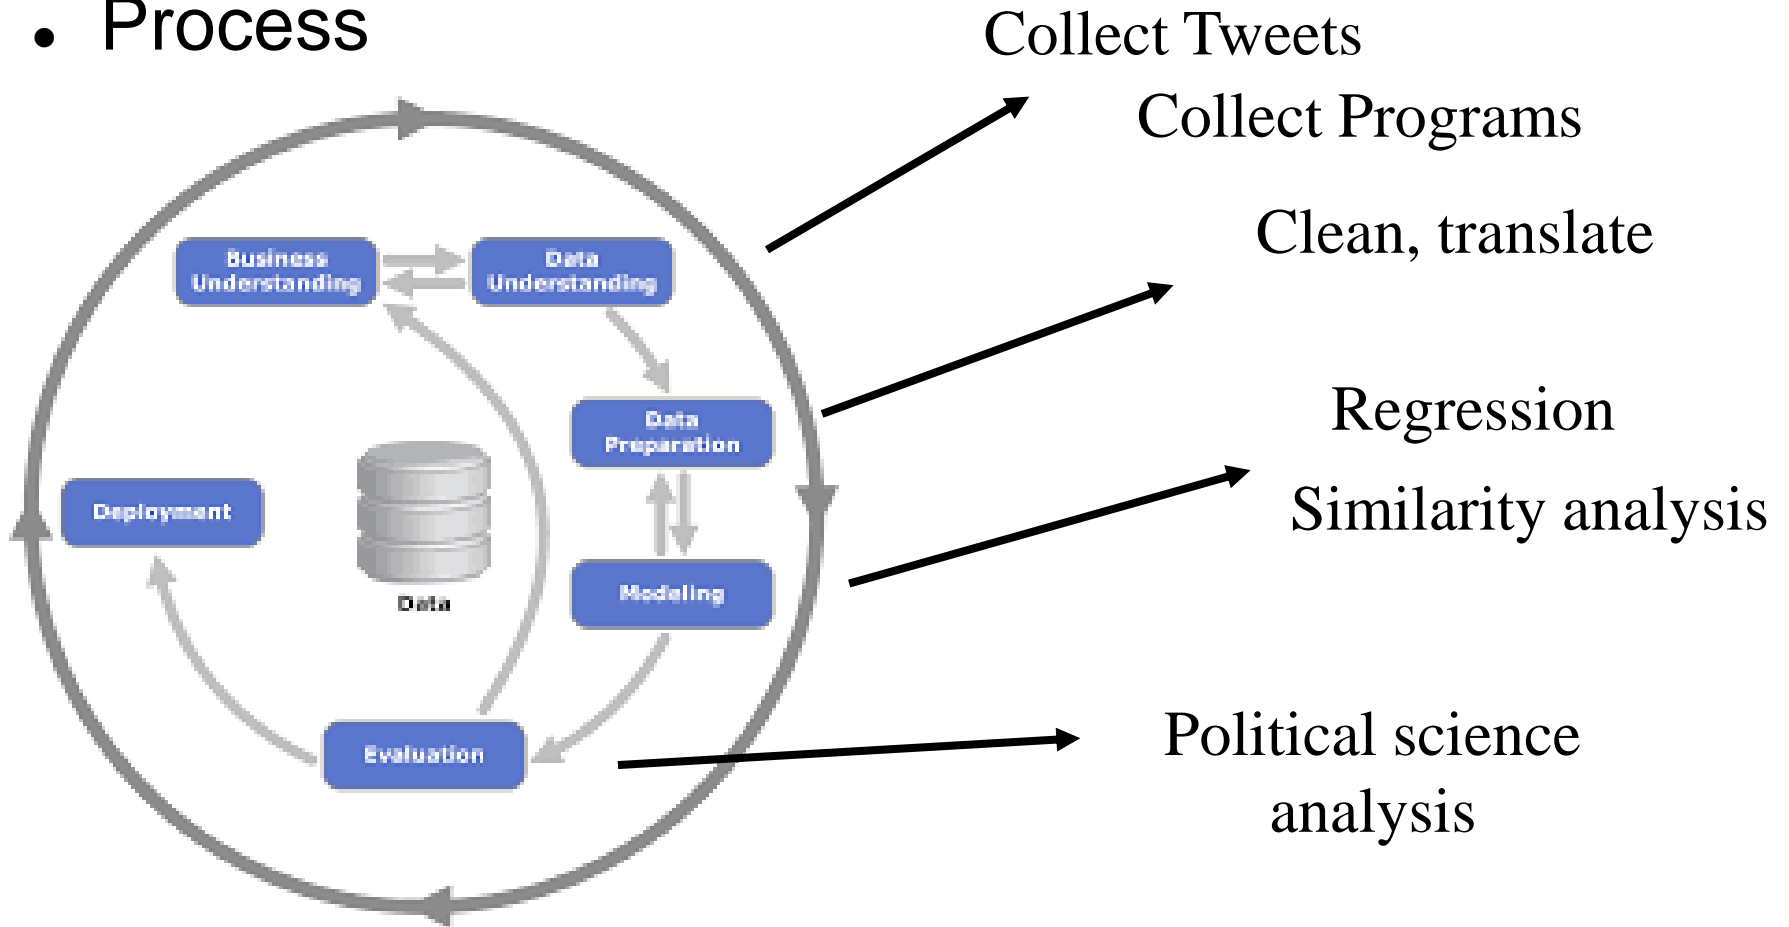 • Process
Collect Tweets
Collect Programs
Clean, translate
Regression
Similarity analysis
Political science
analysis
Business
Understanding
Data
Understanding
Data
Preparation
Modeling
Evaluation
Deployment
Data